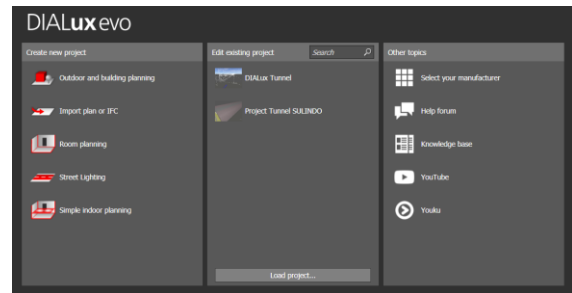 DIALux evo
Create new project
Outdoor and building planning
Import plan or IFC
Room planning
Street Lighting
Simple indoor planning
Edit existing project
Search
DIALux Tunnel
Project Tunnel SULINDO
Load project...
Other topics
Select your manufacturer
Help forum
Knowledge base
YouTube
Youku